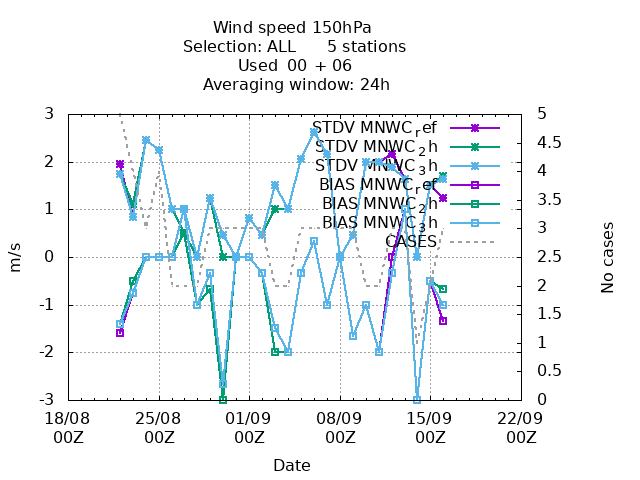 Wind speed 150hPa
Selection: ALL 5 stations
Used 00 + 06
Averaging window: 24h
3
2
1
0
-1
-2
-3
m/s
5
4.5
4
3.5
3
2.5
2
1.5
1
0.5
0
No cases
STDV MNWC_ref
STDV MNWC_2h
STDV MNWC_3h
BIAS MNWC_ref
BIAS MNWC_2h
BIAS MNWC_3h
CASES
18/08 25/08 01/09 08/09 15/09 22/09
00Z 00Z 00Z 00Z 00Z 00Z
Date